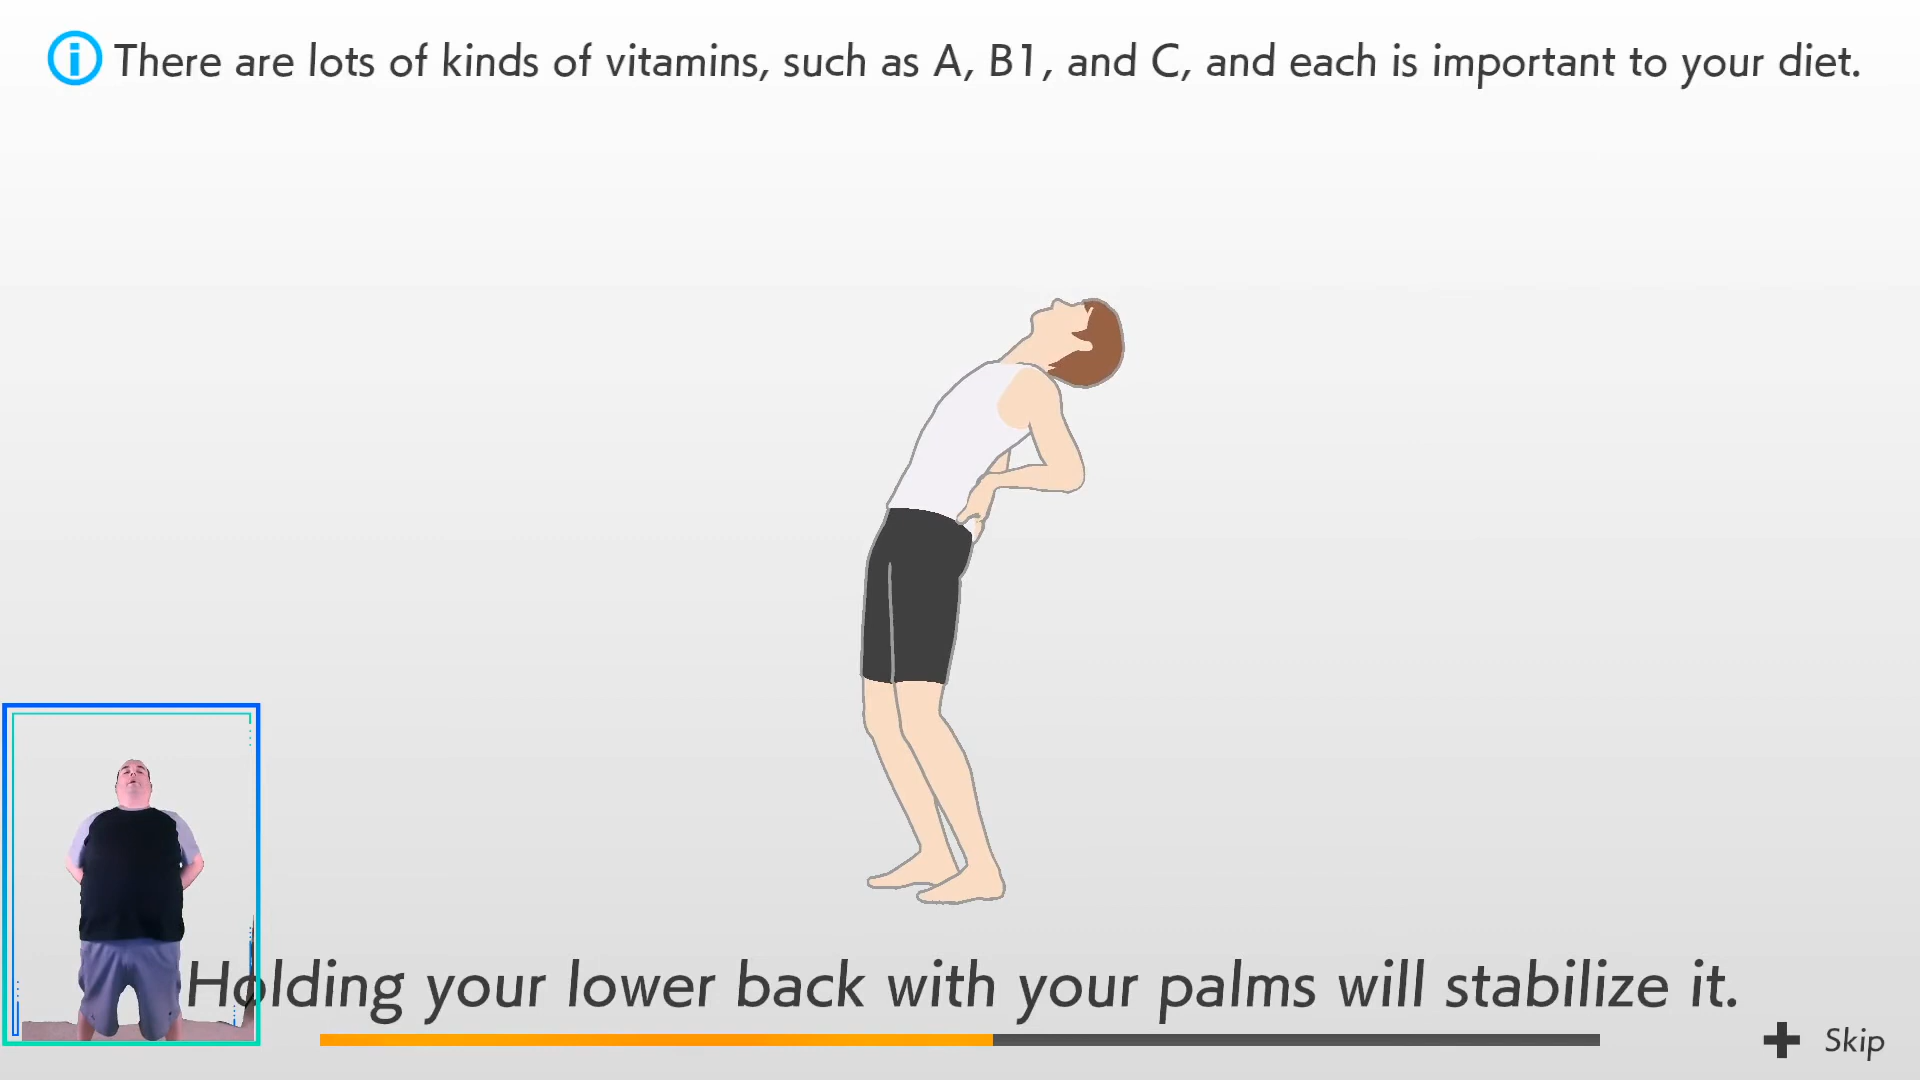 There are lots of kinds of vitamins, such as A, B1, and C, and each is important to your diet.
Holding your lower back with your palms will stabilize it.
Skip